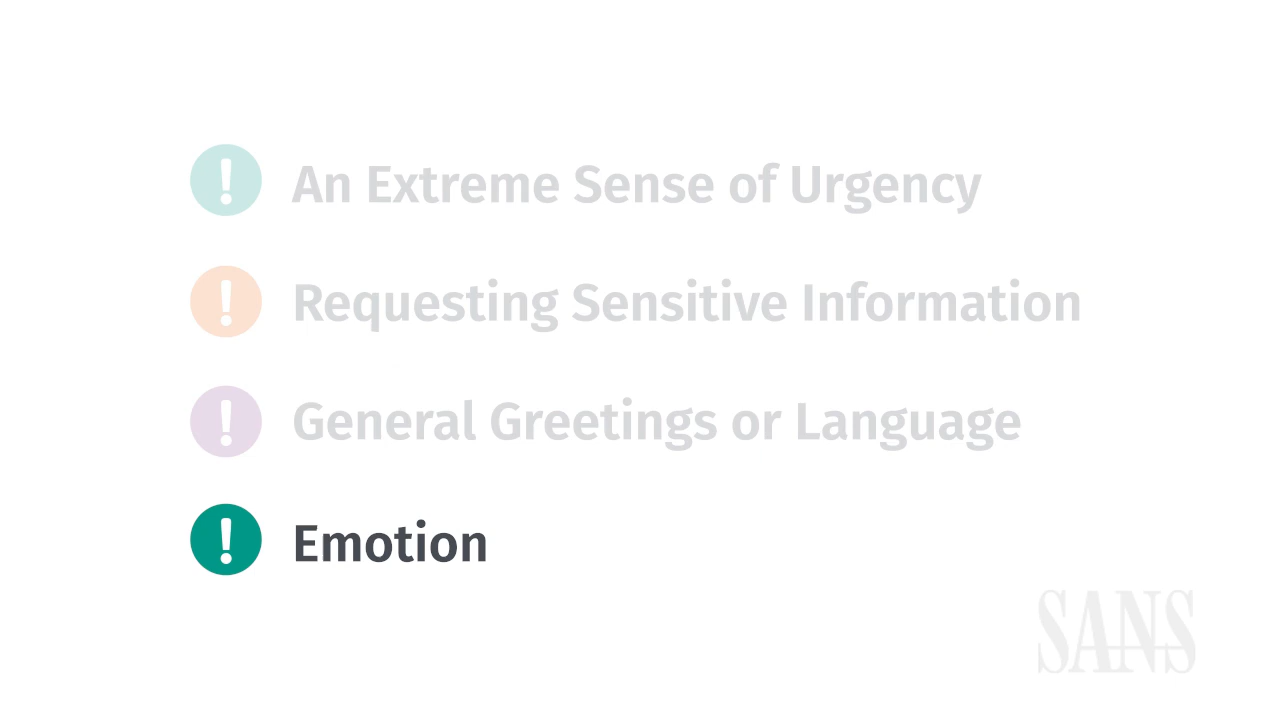 An Extreme Sense of Urgency
Requesting Sensitive Information
General Greetings or Language
Emotion
SANS